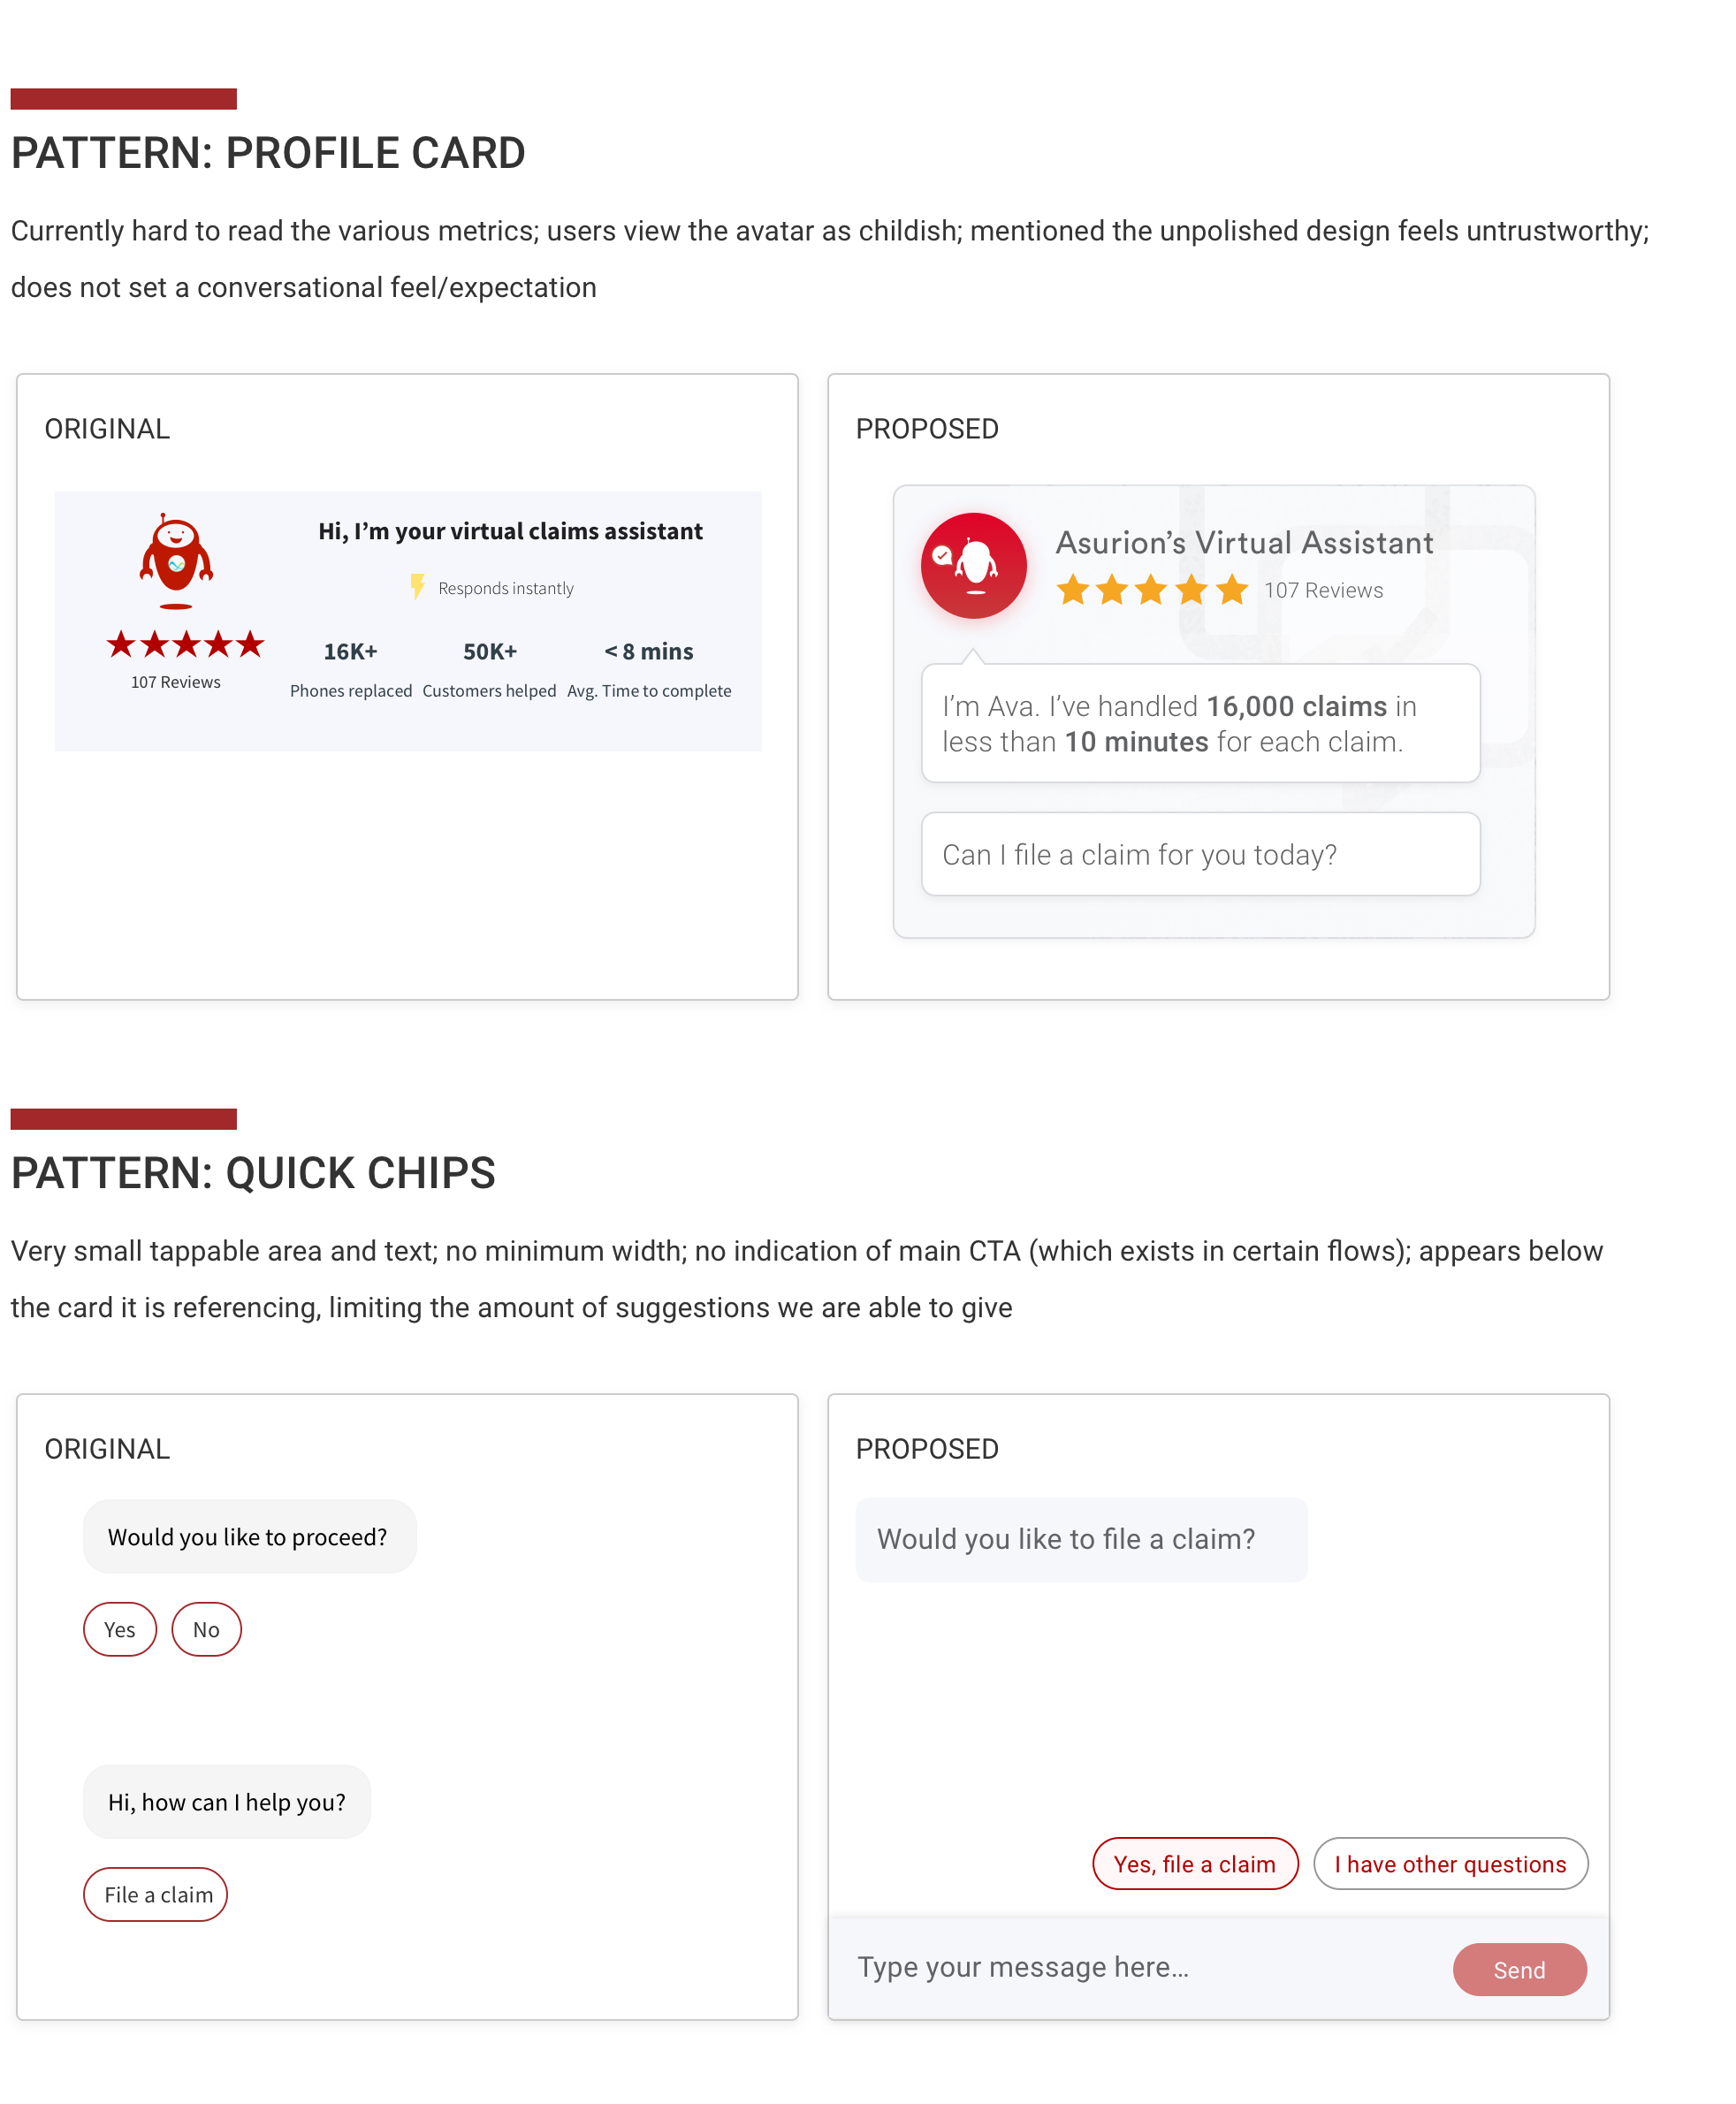 PATTERN: PROFILE CARD
Currently hard to read the various metrics; users view the avatar as childish; mentioned the unpolished design feels untrustworthy;
does not set a conversational feel/expectation
ORIGINAL
Hi, I’m your virtual claims assistant
Responds instantly
107 Reviews
16K+
Phones replaced
50K+
Customers helped
< 8 mins
Avg. Time to complete
PROPOSED
Asurion’s Virtual Assistant
107 Reviews
I’m Ava. I’ve handled 16,000 claims in
less than 10 minutes for each claim.
Can I file a claim for you today?
PATTERN: QUICK CHIPS
Very small tappable area and text; no minimum width; no indication of main CTA (which exists in certain flows); appears below
the card it is referencing, limiting the amount of suggestions we are able to give
ORIGINAL
Would you like to proceed?
Yes
No
Hi, how can I help you?
File a claim
PROPOSED
Would you like to file a claim?
Yes, file a claim
I have other questions
Type your message here...
Send